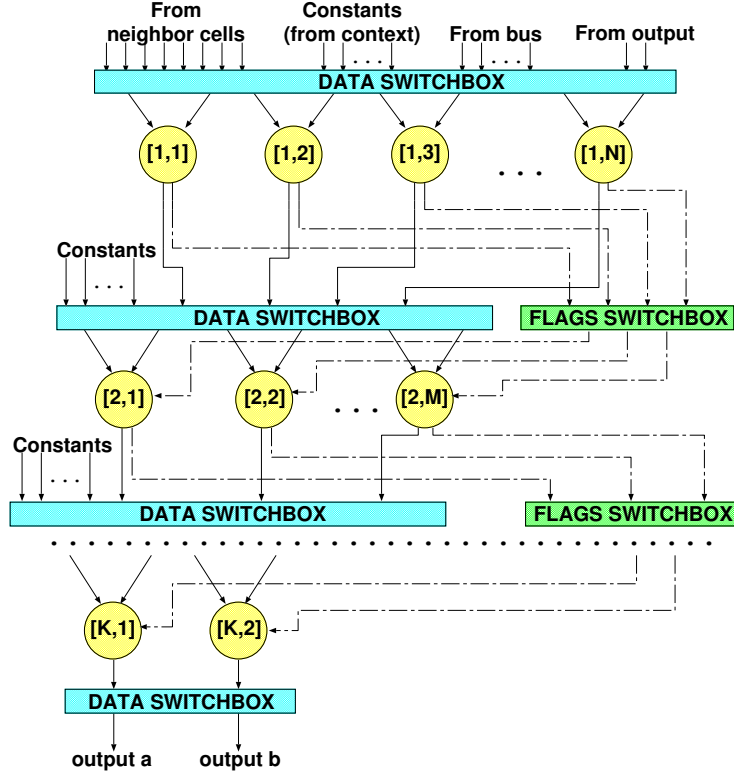 From
neighbor cells
Constants
(from context)
From bus
From output
. . .
. . .
DATA SWITCHBOX
[1,1]
[1,2]
[1,3]
. . .
[1,N]
Constants
. . .
DATA SWITCHBOX
FLAGS SWITCHBOX
[2,1]
[2,2]
. . .
[2,M]
Constants
. . .
DATA SWITCHBOX
FLAGS SWITCHBOX
[K,1]
[K,2]
DATA SWITCHBOX
output a
output b